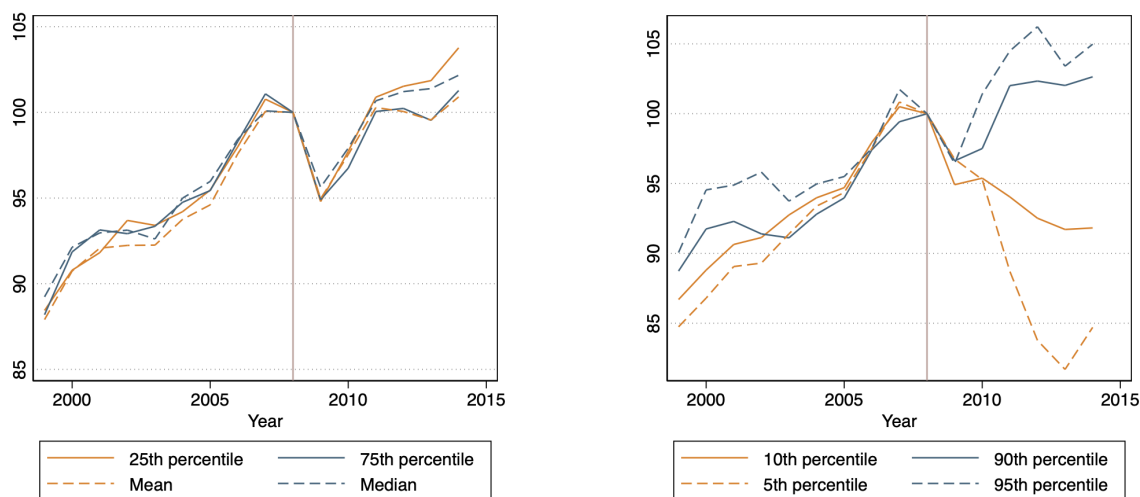 105
100
95
90
85
2000 2005 2010 2015
Year
25th percentile 75th percentile
Mean Median
105
100
95
90
85
2000 2005 2010 2015
Year
10th percentile 90th percentile
5th percentile 95th percentile